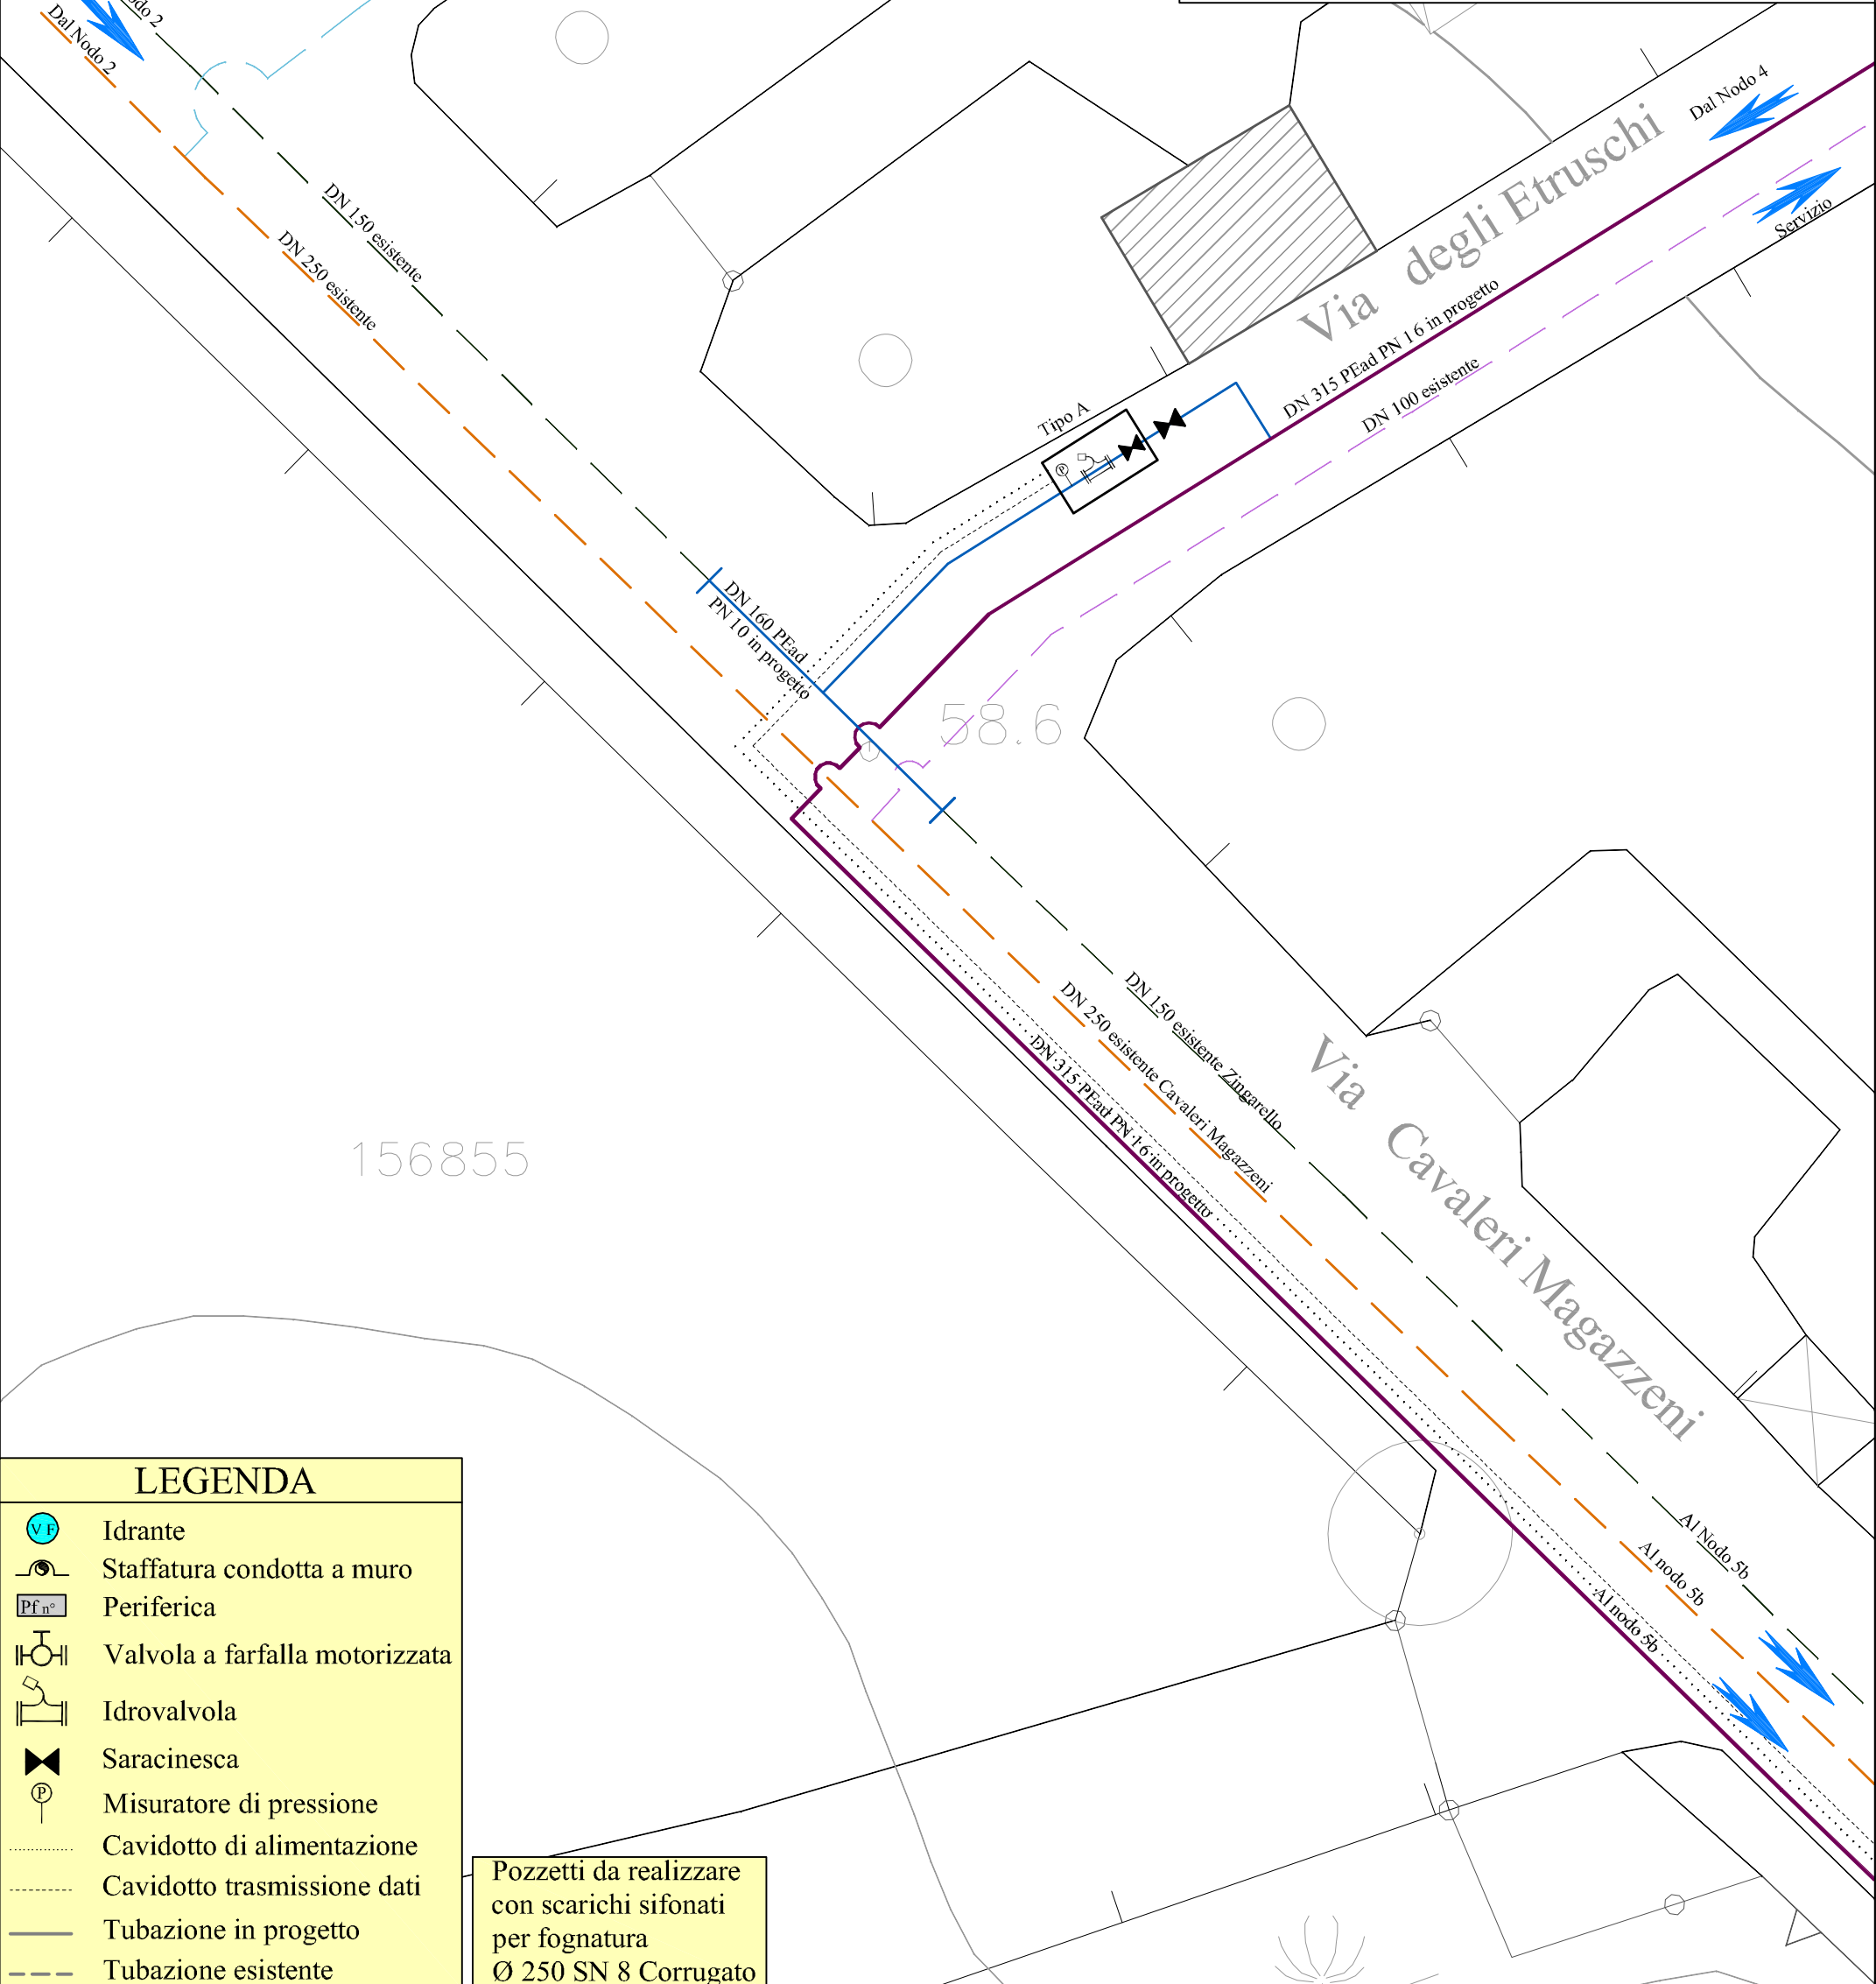 Dal Nodo 2
DN 150 esistente
DN 250 esistente
Dal Nodo 4
Servizio
Via degli Etruschi
DN 315 PEad PN 16 in progetto
DN 100 esistente
Tipo A
P
DN 160 PEad
PN 10 in progetto
58.6
DN 150 esistente Zingarello
DN 250 esistente Cavaleri Magazzeni
DN 315 PEad PN 16 in progetto
Via Cavaleri Magazzeni
156855
Al Nodo 5b
Al nodo 5b
Al nodo 5b
LEGENDA
V F Idrante
Staffatura condotta a muro
Pf n° Periferica
Valvola a farfalla motorizzata
Idrovalvola
Saracinesca
P Misuratore di pressione
Cavidotto di alimentazione
Cavidotto trasmissione dati
Tubazione in progetto
Tubazione esistente
Pozzetti da realizzare
con scarichi sifonati
per fognatura
Ø 250 SN 8 Corrugato